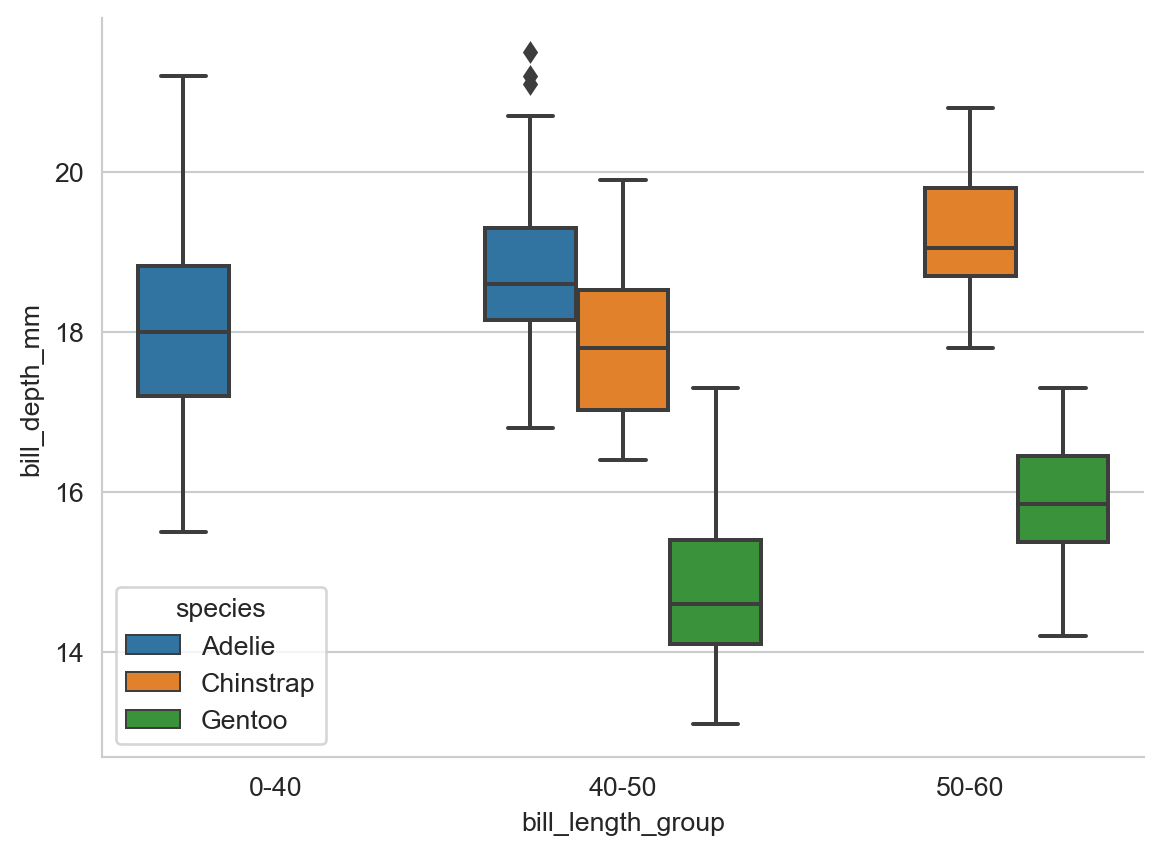 20
18
16
14
bill_depth_mm
species
Adelie
Chinstrap
Gentoo
0-40 40-50 50-60
bill_length_group